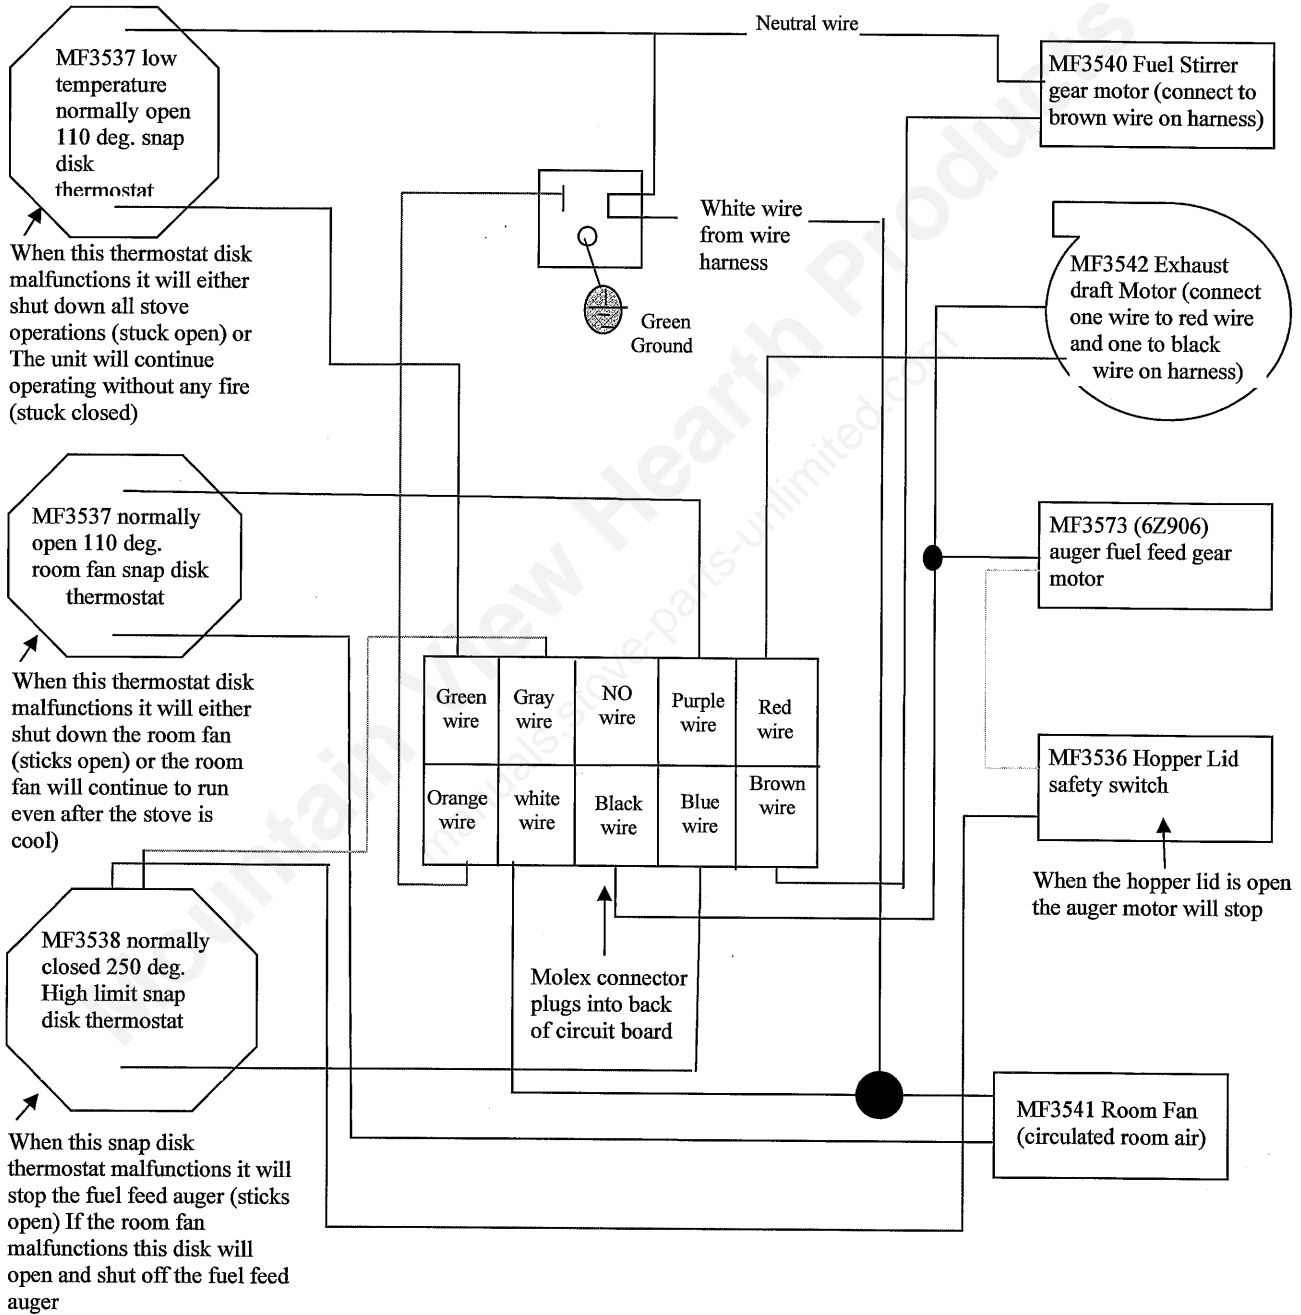 Neutral wire
MF3537 low
temperature
normally open
110 deg. snap
disk
thermostat
When this thermostat disk
malfunctions it will either
shut down all stove
operations (stuck open) or
The unit will continue
operating without any fire
(stuck closed)
White wire
from wire
harness
Green
Ground
MF3540 Fuel Stirrer
gear motor (connect to
brown wire on harness)
MF3542 Exhaust
draft Motor (connect
one wire to red wire
and one to black
wire on harness)
MF3537 normally
open 110 deg.
room fan snap disk
thermostat
When this thermostat disk
malfunctions it will either
shut down the room fan
(sticks open) or the room
fan will continue to run
even after the stove is
cool)
MF3573 (6Z906)
auger fuel feed gear
motor
Green
wire
Gray
wire
NO
wire
Purple
wire
Red
wire
Orange
wire
white
wire
Black
wire
Blue
wire
Brown
wire
MF3536 Hopper Lid
safety switch
When the hopper lid is open
the auger motor will stop
MF3538 normally
closed 250 deg.
High limit snap
disk thermostat
When this snap disk
thermostat malfunctions it will
stop the fuel feed auger (sticks
open) If the room fan
malfunctions this disk will
open and shut off the fuel feed
auger
Molex connector
plugs into back
of circuit board
MF3541 Room Fan
(circulated room air)
Mountain View Hearth Products
manuals.stove-parts-unlimited.com